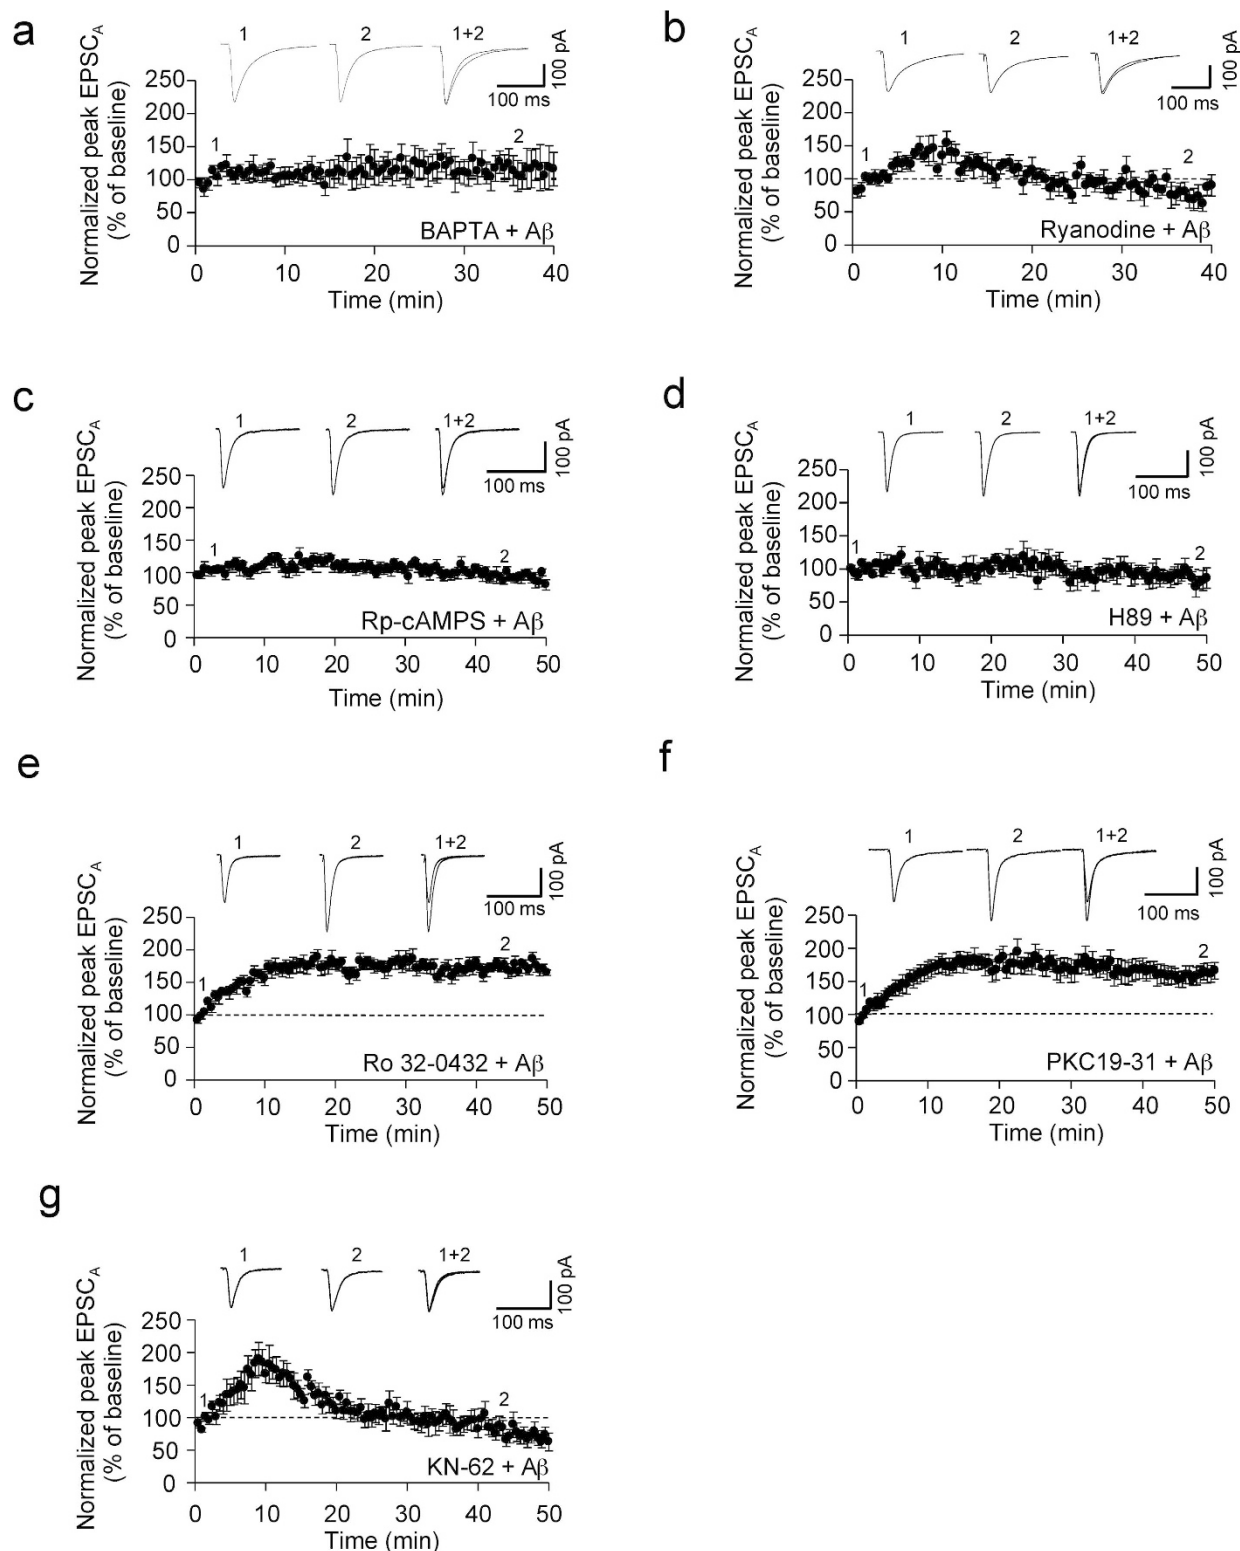 a
1 2 1+2
100 pA
100 ms
Normalized peak EPSC_A
(% of baseline)
250
200
150
100
50
0
1
2
BAPTA + Aβ
0 10 20 30 40
Time (min)
b
1 2 1+2
100 pA
100 ms
Normalized peak EPSC_A
(% of baseline)
250
200
150
100
50
0
1
2
Ryanodine + Aβ
0 10 20 30 40
Time (min)
c
1 2 1+2
100 pA
100 ms
Normalized peak EPSC_A
(% of baseline)
250
200
150
100
50
0
1
2
Rp-cAMPS + Aβ
0 10 20 30 40 50
Time (min)
d
1 2 1+2
100 pA
100 ms
Normalized peak EPSC_A
(% of baseline)
250
200
150
100
50
0
1
2
H89 + Aβ
0 10 20 30 40 50
Time (min)
e
1 2 1+2
100 pA
100 ms
Normalized peak EPSC_A
(% of baseline)
250
200
150
100
50
0
1
2
Ro 32-0432 + Aβ
0 10 20 30 40 50
Time (min)
f
1 2 1+2
100 pA
100 ms
Normalized peak EPSC_A
(% of baseline)
250
200
150
100
50
0
1
2
PKC19-31 + Aβ
0 10 20 30 40 50
Time (min)
g
1 2 1+2
100 pA
100 ms
Normalized peak EPSC_A
(% of baseline)
250
200
150
100
50
0
1
2
KN-62 + Aβ
0 10 20 30 40 50
Time (min)